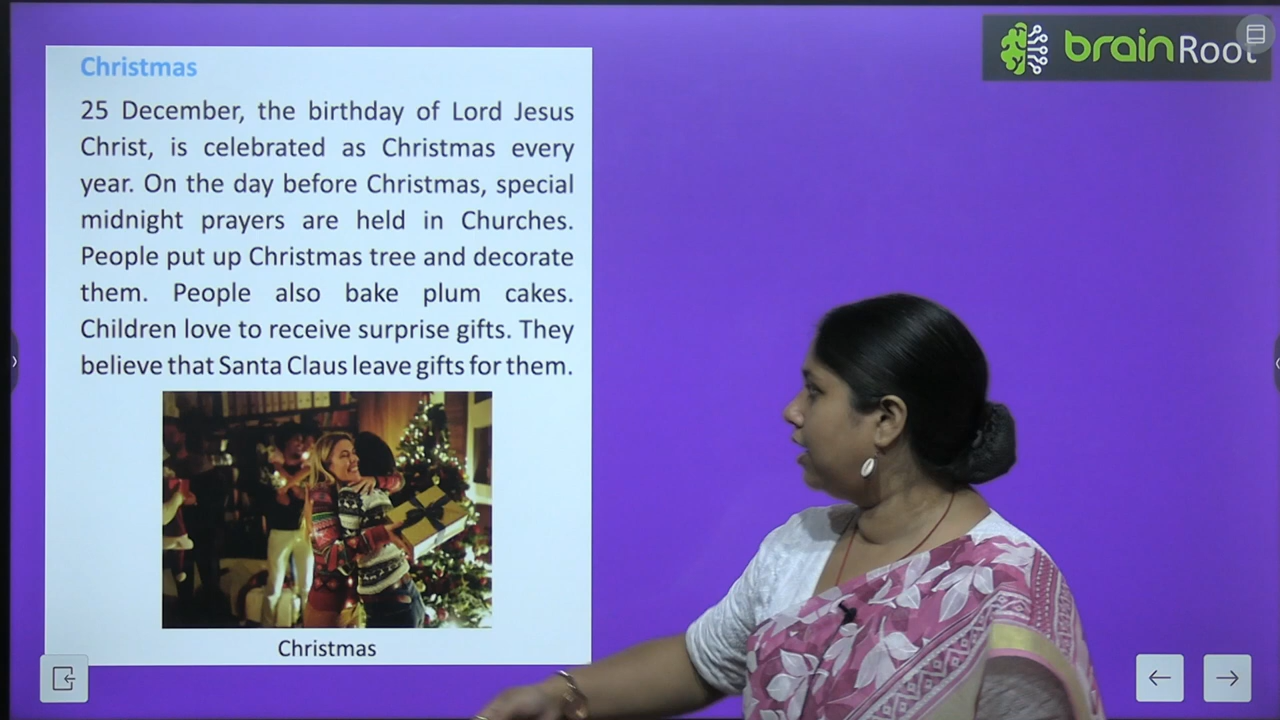 Christmas
25 December, the birthday of Lord Jesus
Christ, is celebrated as Christmas every
year. On the day before Christmas, special
midnight prayers are held in Churches.
People put up Christmas tree and decorate
them. People also bake plum cakes.
Children love to receive surprise gifts. They
believe that Santa Claus leave gifts for them.
Christmas
brainRoot